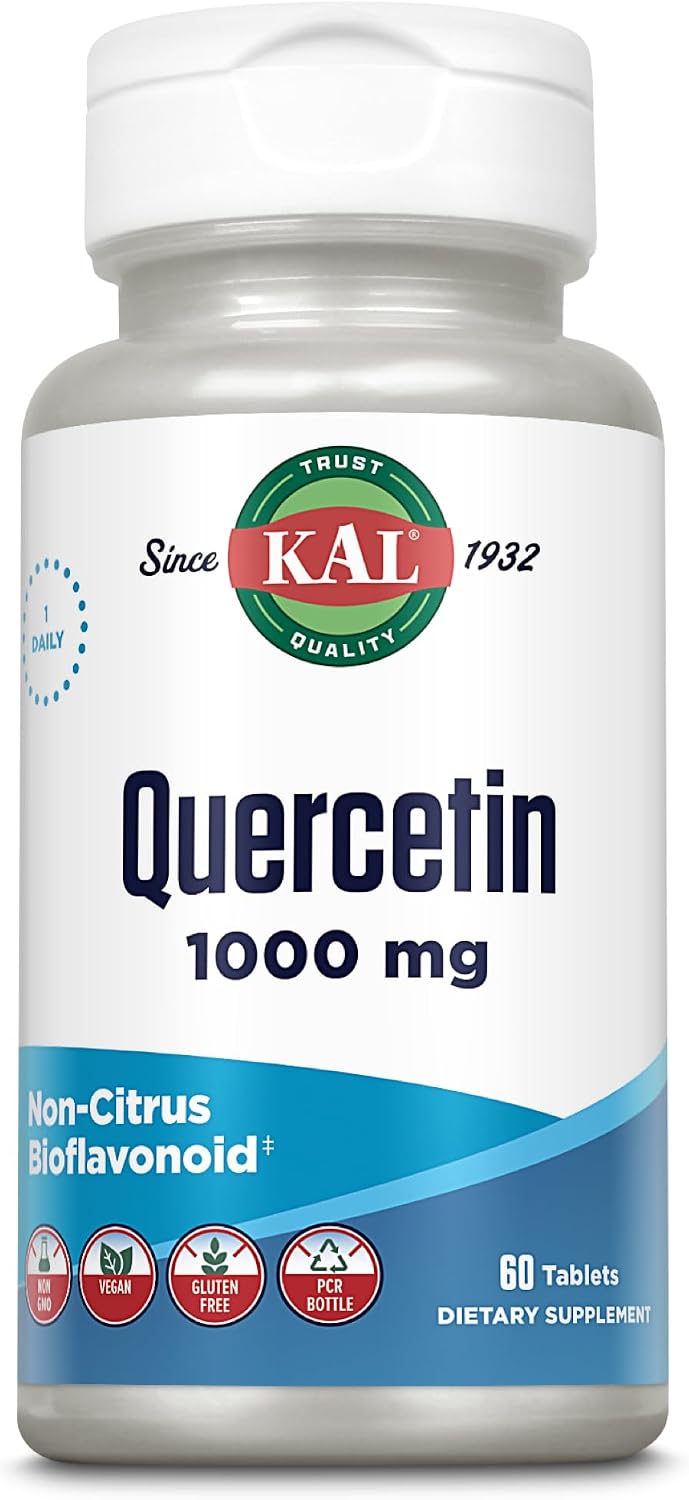 TRUST
Since KAL® 1932
QUALITY
1
DAILY
Quercetin
1000 mg
Non-Citrus
Bioflavonoid‡
NON
GMO
VEGAN
GLUTEN
FREE
PCR
BOTTLE
60 Tablets
DIETARY SUPPLEMENT